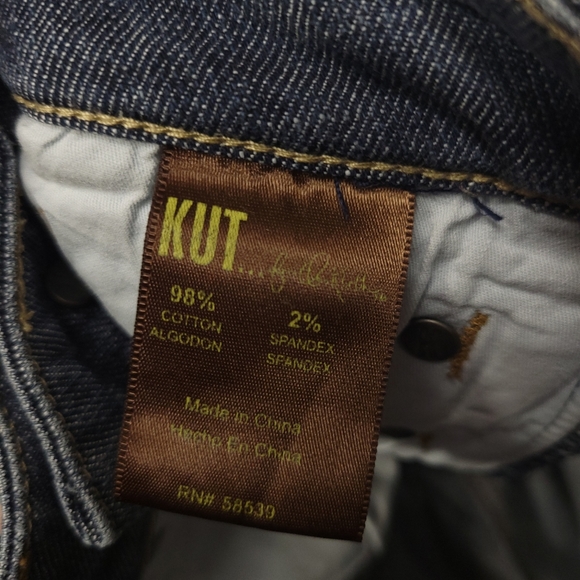 KUT...
98%
COTTON
ALGODON
2%
SPANDEX
SPANDEX
Made in China
Hecho En China
RN# 58539